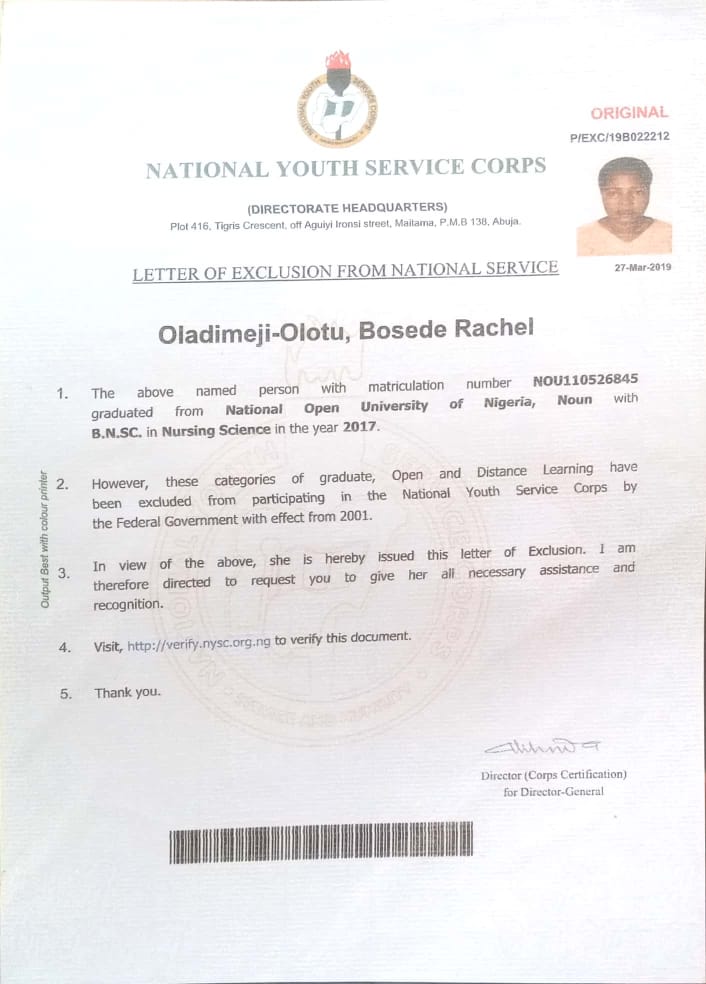 NATIONAL YOUTH SERVICE CORPS
ORIGINAL
P/EXC/19B022212
NATIONAL YOUTH SERVICE CORPS
(DIRECTORATE HEADQUARTERS)
Plot 416, Tigris Crescent, off Aguiyi Ironsi street, Maitama, P.M.B 138, Abuja.
27-Mar-2019
LETTER OF EXCLUSION FROM NATIONAL SERVICE
Oladimeji-Olotu, Bosede Rachel
1. The above named person with matriculation number NOU110526845
graduated from National Open University of Nigeria, Noun with
B.N.SC. in Nursing Science in the year 2017.
2. However, these categories of graduate, Open and Distance Learning have
been excluded from participating in the National Youth Service Corps by
the Federal Government with effect from 2001.
3. In view of the above, she is hereby issued this letter of Exclusion. I am
therefore directed to request you to give her all necessary assistance and
recognition.
4. Visit, http://verify.nysc.org.ng to verify this document.
5. Thank you.
Output Best with colour printer
Director (Corps Certification)
for Director-General